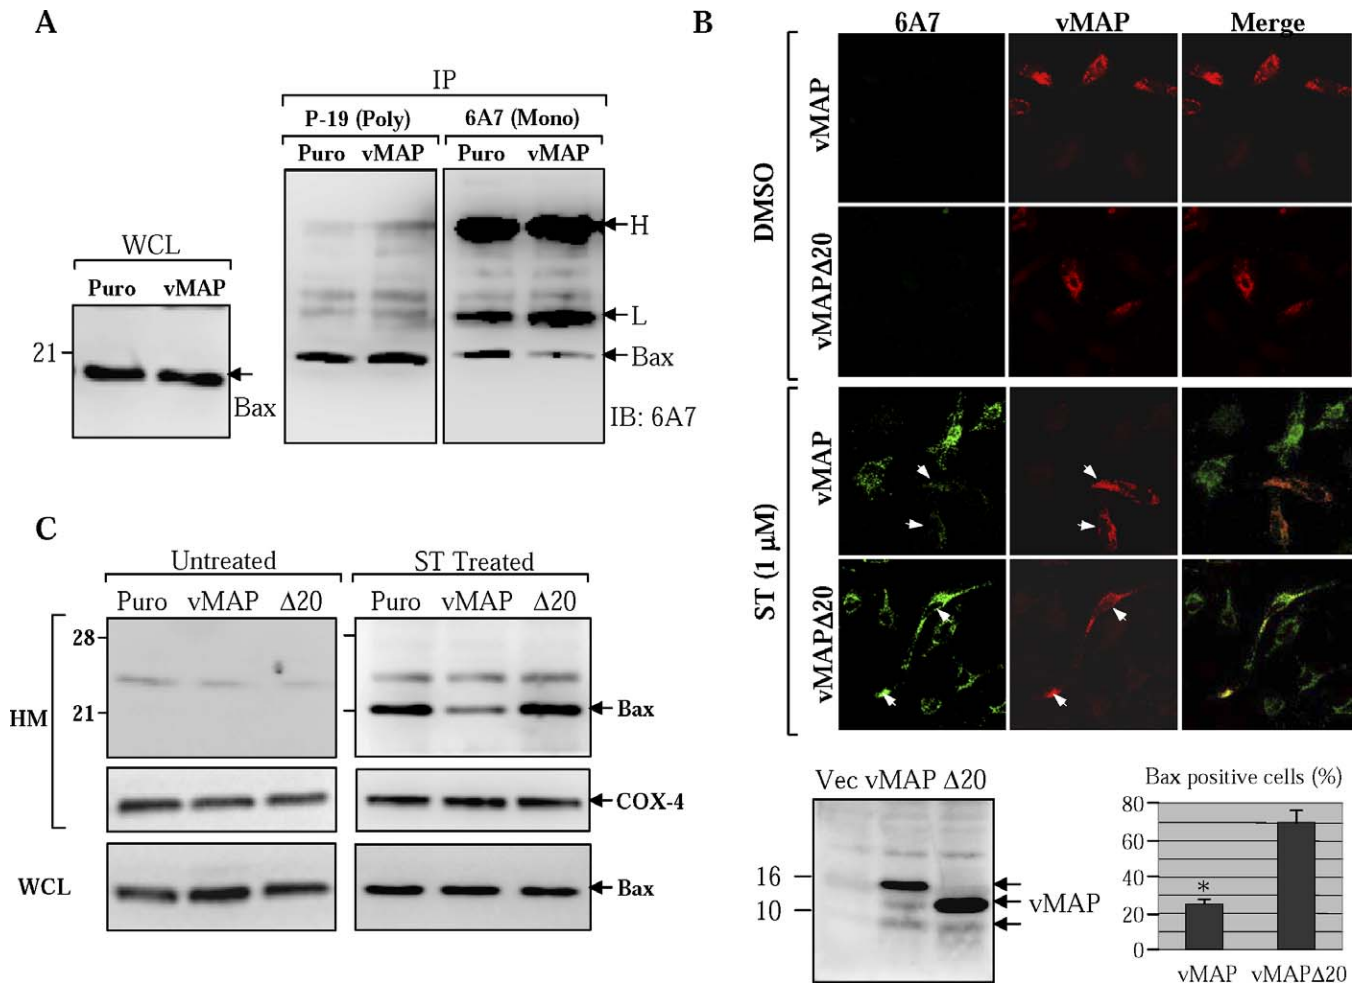 A
IP
P-19 (Poly) 6A7 (Mono)
Puro vMAP Puro vMAP
WCL
Puro vMAP
21
Bax
H
L
Bax
IB: 6A7
B
6A7 vMAP Merge
DMSO
vMAP
vMAPΔ20
ST (1 μM)
vMAP
vMAPΔ20
C
Untreated ST Treated
Puro vMAP Δ20 Puro vMAP Δ20
HM
28
21
Bax
COX-4
WCL
Bax
Vec vMAP Δ20
16
10
vMAP
Bax positive cells (%)
80
60
40
20
0
*
vMAP vMAPΔ20